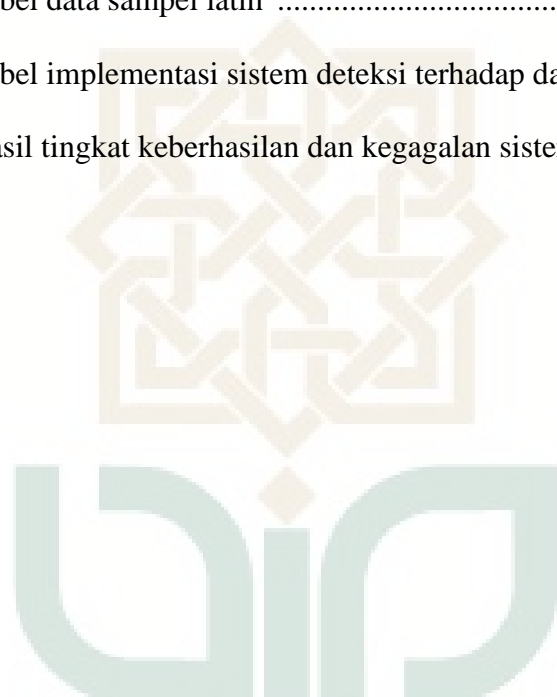 bel data sampel latih ....................................
bel implementasi sistem deteksi terhadap da
asil tingkat keberhasilan dan kegagalan siste